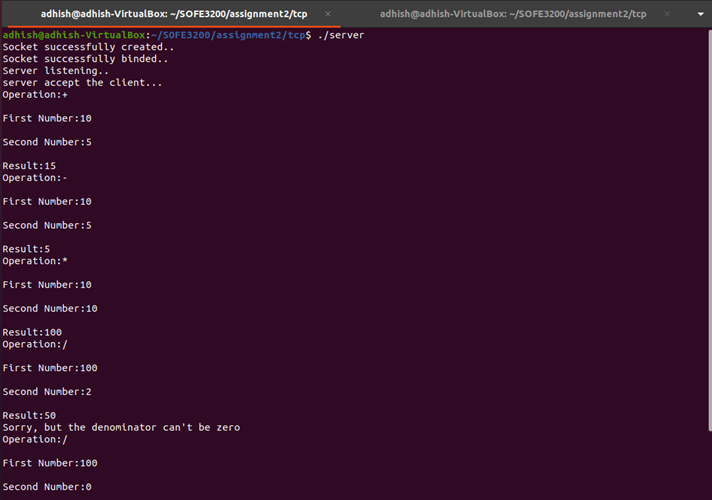 adhish@adhish-VirtualBox: ~/SOFE3200/assignment2/tcp × adhish@adhish-VirtualBox: ~/SOFE3200/assignment2/tcp ×
adhish@adhish-VirtualBox:~/SOFE3200/assignment2/tcp$ ./server
Socket successfully created..
Socket successfully binded..
Server listening..
server accept the client...
Operation:+
First Number:10
Second Number:5
Result:15
Operation:-
First Number:10
Second Number:5
Result:5
Operation:*
First Number:10
Second Number:10
Result:100
Operation:/
First Number:100
Second Number:2
Result:50
Sorry, but the denominator can't be zero
Operation:/
First Number:100
Second Number:0